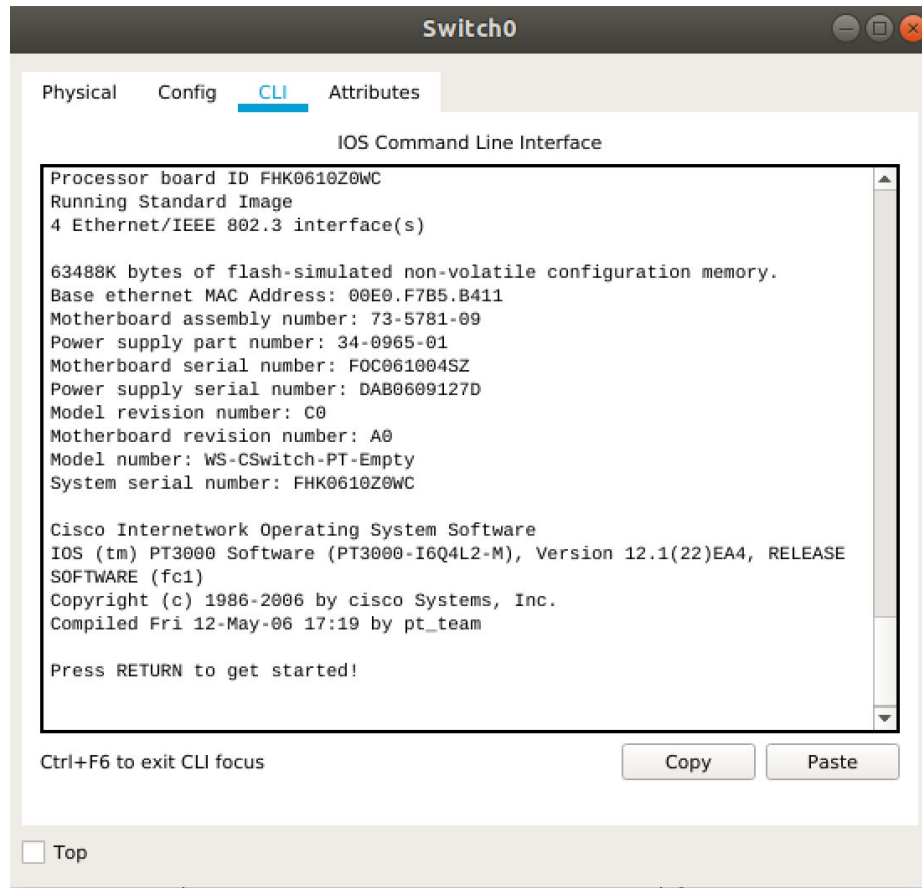 Switch0
Physical Config CLI Attributes
IOS Command Line Interface
Processor board ID FHK0610Z0WC
Running Standard Image
4 Ethernet/IEEE 802.3 interface(s)
63488K bytes of flash-simulated non-volatile configuration memory.
Base ethernet MAC Address: 00E0.F7B5.B411
Motherboard assembly number: 73-5781-09
Power supply part number: 34-0965-01
Motherboard serial number: FOC061004SZ
Power supply serial number: DAB0609127D
Model revision number: C0
Motherboard revision number: A0
Model number: WS-CSwitch-PT-Empty
System serial number: FHK0610Z0WC
Cisco Internetwork Operating System Software
IOS (tm) PT3000 Software (PT3000-I6Q4L2-M), Version 12.1(22)EA4, RELEASE
SOFTWARE (fc1)
Copyright (c) 1986-2006 by cisco Systems, Inc.
Compiled Fri 12-May-06 17:19 by pt_team
Press RETURN to get started!
Ctrl+F6 to exit CLI focus Copy Paste
Top